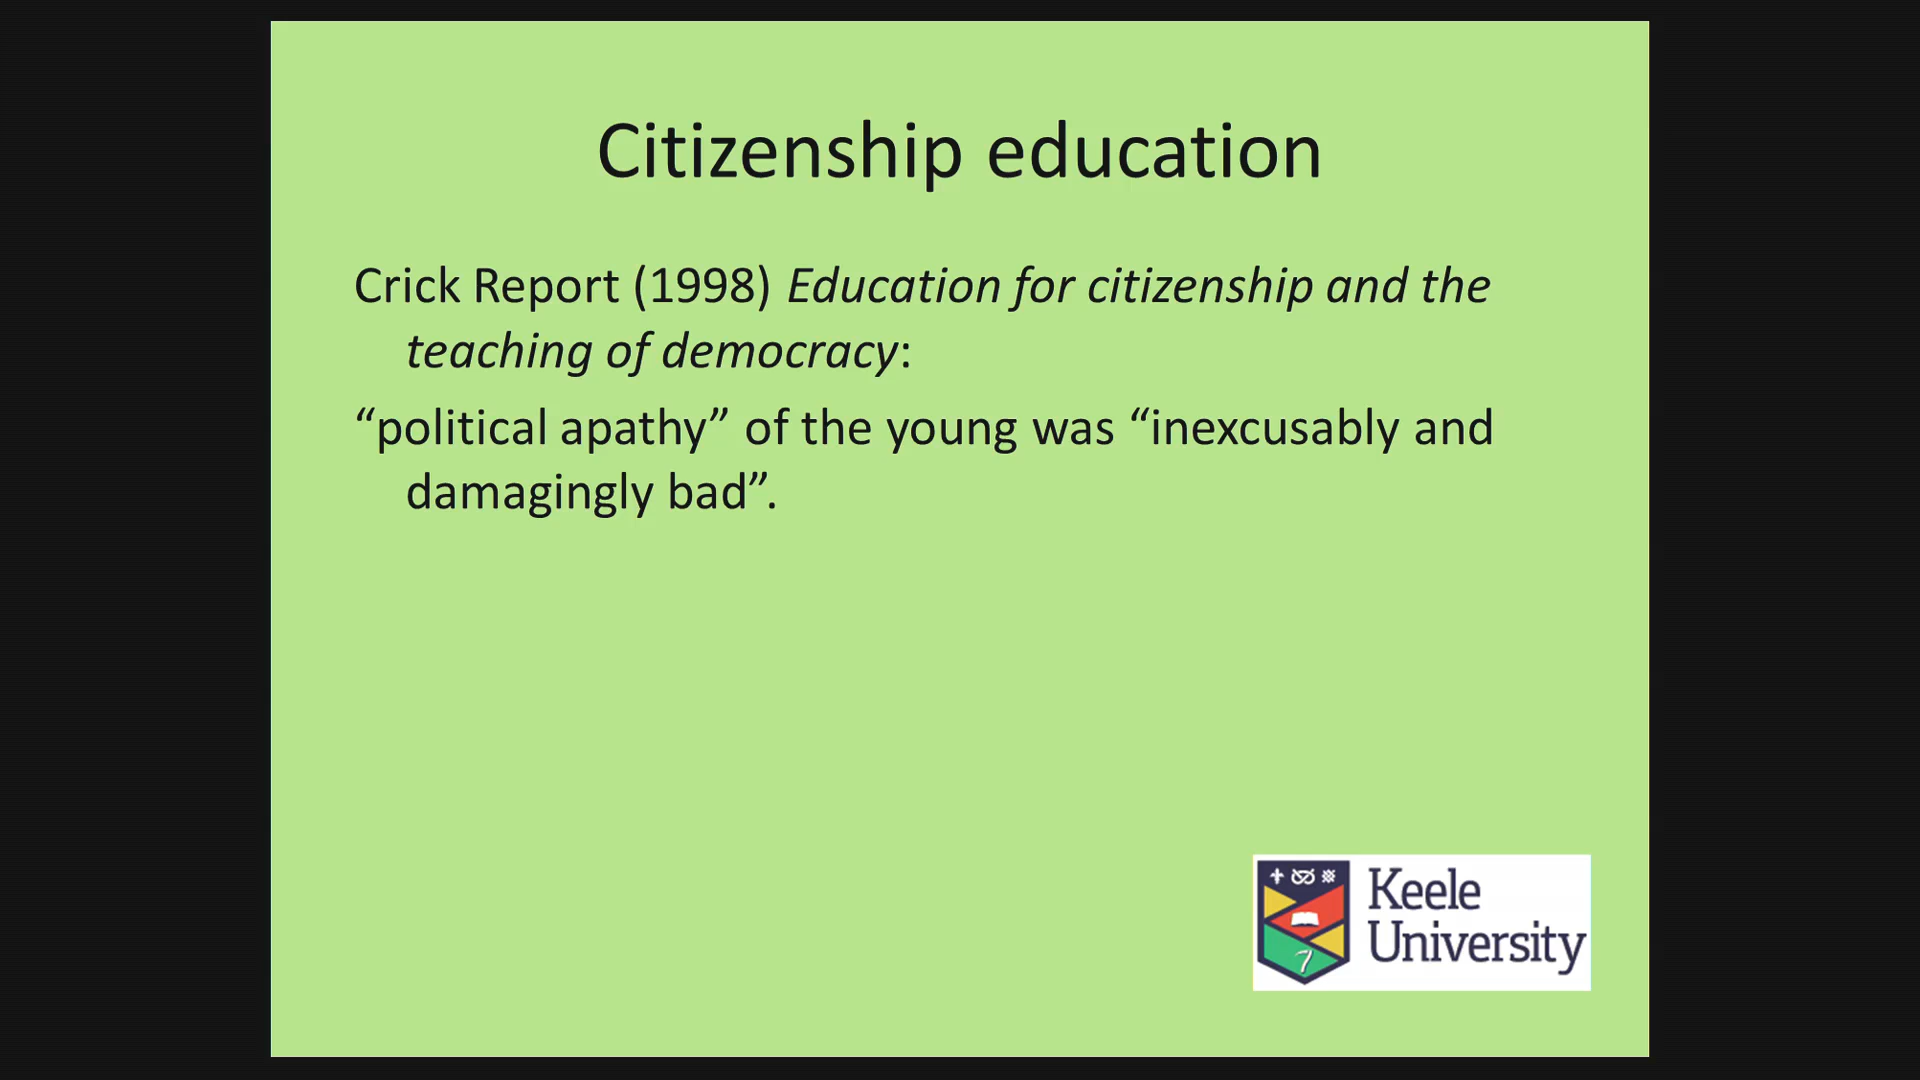 Citizenship education
Crick Report (1998) Education for citizenship and the
teaching of democracy:
“political apathy” of the young was “inexcusably and
damagingly bad”.
Keele
University